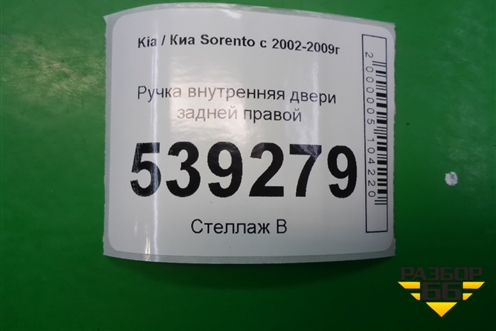 Kia / Киа Sorento с 2002-2009г
Ручка внутренняя двери
задней правой
539279
Стеллаж В
2000005104220
РАЗБОР
66